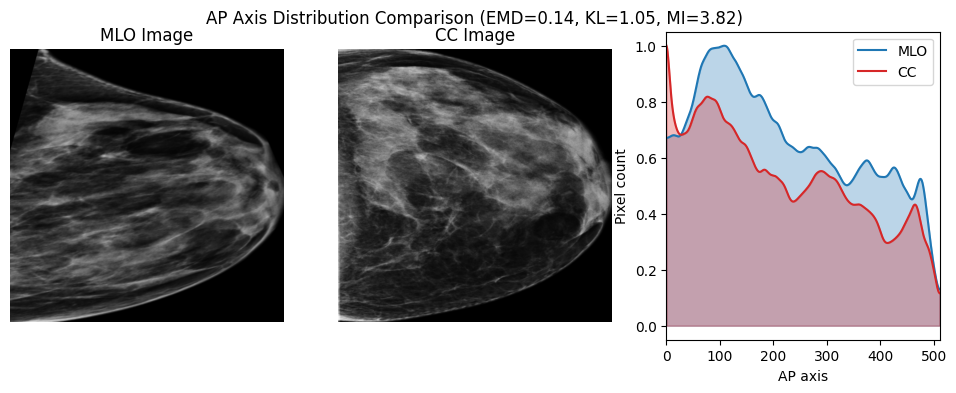 AP Axis Distribution Comparison (EMD=0.14, KL=1.05, MI=3.82)
MLO Image
CC Image
MLO
CC
Pixel count
1.0
0.8
0.6
0.4
0.2
0.0
0 100 200 300 400 500
AP axis